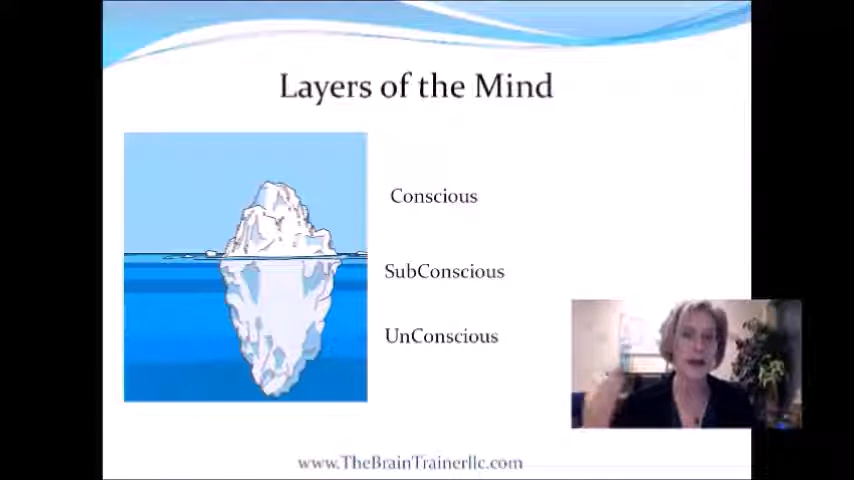 Layers of the Mind
Conscious
SubConscious
UnConscious
www.TheBrainTrainerllc.com